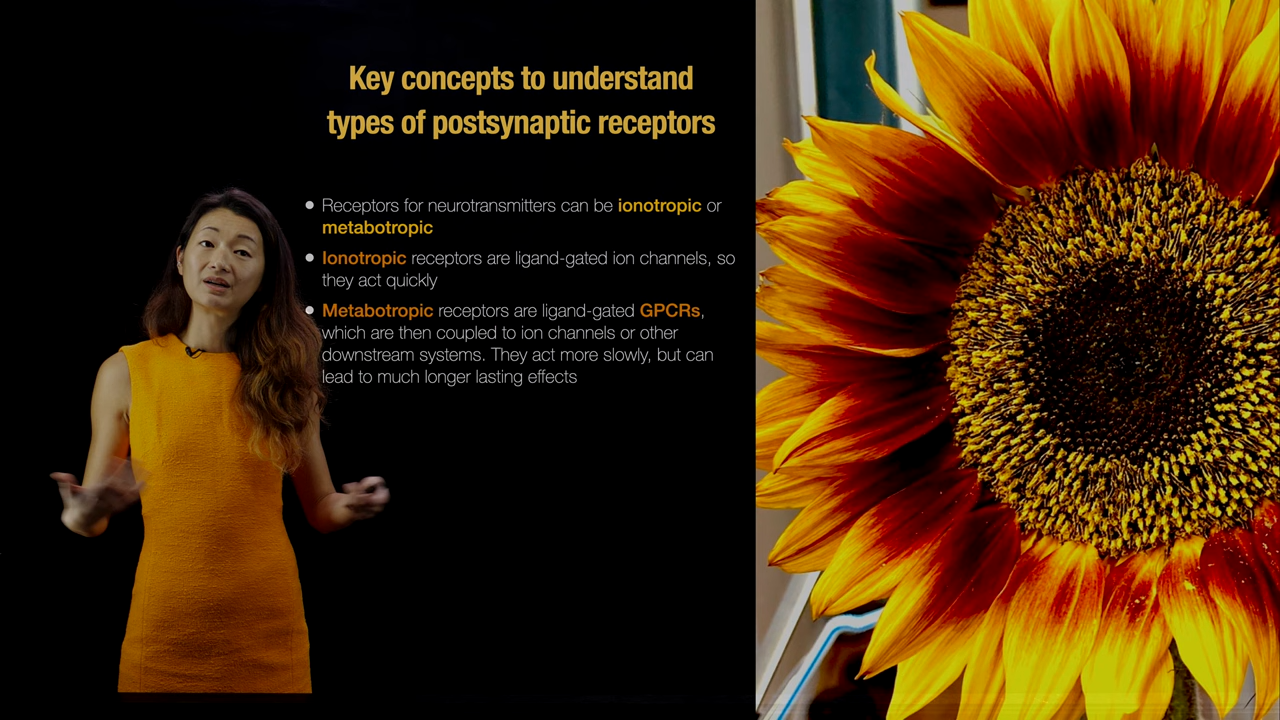 Key concepts to understand
types of postsynaptic receptors
● Receptors for neurotransmitters can be ionotropic or
metabotropic
● Ionotropic receptors are ligand-gated ion channels, so
they act quickly
● Metabotropic receptors are ligand-gated GPCRs,
which are then coupled to ion channels or other
downstream systems. They act more slowly, but can
lead to much longer lasting effects